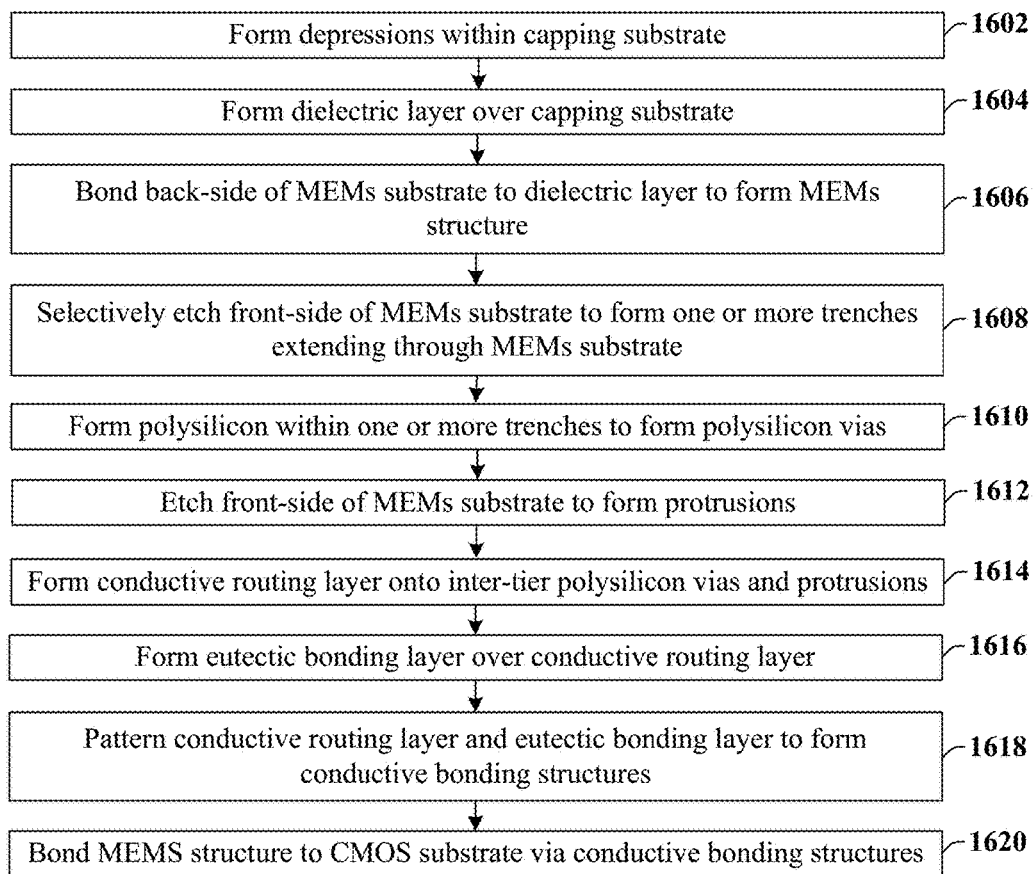 Form depressions within capping substrate
1602
Form dielectric layer over capping substrate
1604
Bond back-side of MEMs substrate to dielectric layer to form MEMs
structure
1606
Selectively etch front-side of MEMs substrate to form one or more trenches
extending through MEMs substrate
1608
Form polysilicon within one or more trenches to form polysilicon vias
1610
Etch front-side of MEMs substrate to form protrusions
1612
Form conductive routing layer onto inter-tier polysilicon vias and protrusions
1614
Form eutectic bonding layer over conductive routing layer
1616
Pattern conductive routing layer and eutectic bonding layer to form
conductive bonding structures
1618
Bond MEMS structure to CMOS substrate via conductive bonding structures
1620